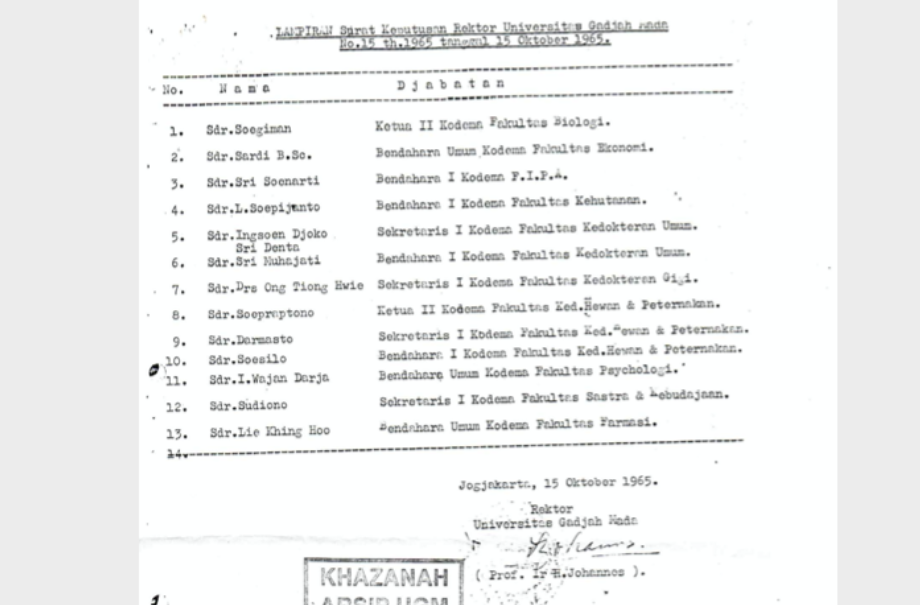 LAMPIRAN Surat Keputusan Rektor Universitas Gadjah Mada
No.15 th.1965 tanggal 15 Oktober 1965.
No. N a m a D j a b a t a n
1. Sdr.Soegiman Ketua II Kodema Fakultas Biologi.
2. Sdr.Sardi B.Sc. Bendahara Umum Kodema Fakultas Ekonomi.
3. Sdr.Sri Soenarti Bendahara I Kodema F.I.P.A.
4. Sdr.L.Soepijanto Bendahara I Kodema Fakultas Kehutanan.
5. Sdr.Ingsoen Djoko Sekretaris I Kodema Fakultas Kedokteran Umum.
Sri Denta
6. Sdr.Sri Muhajati Bendahara I Kodema Fakultas Kedokteran Umum.
7. Sdr.Drs Ong Tiong Hwie Sekretaris I Kodema Fakultas Kedokteran Gigi.
8. Sdr.Soepraptono Ketua II Kodema Fakultas Ked.Hewan & Peternakan.
9. Sdr.Darmasto Sekretaris I Kodema Fakultas Ked.Hewan & Peternakan.
10. Sdr.Soesilo Bendahara I Kodema Fakultas Ked.Hewan & Peternakan.
11. Sdr.I.Wajan Darja Bendahara Umum Kodema Fakultas Psychologi.
12. Sdr.Sudiono Sekretaris I Kodema Fakultas Sastra & Kebudajaan.
13. Sdr.Lie Khing Hoo Bendahara Umum Kodema Fakultas Farmasi.
14.
Jogjakarta, 15 Oktober 1965.
Rektor
Universitas Gadjah Mada
( Prof. Ir H.Johannes ).
KHAZANAH
ARSIP UGM